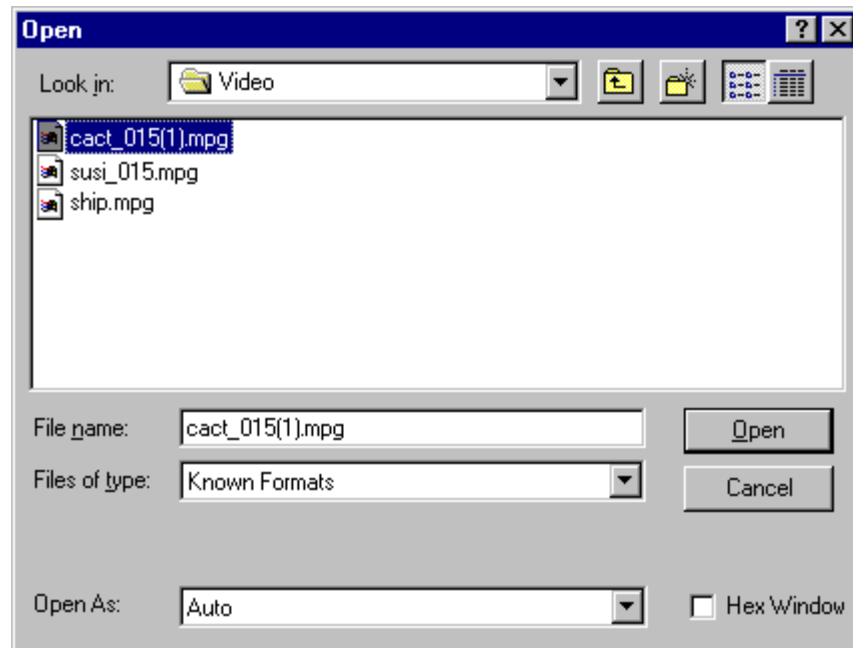 Open
Look in: Video
cact_015(1).mpg
susi_015.mpg
ship.mpg
File name: cact_015(1).mpg Open
Files of type: Known Formats Cancel
Open As: Auto Hex Window